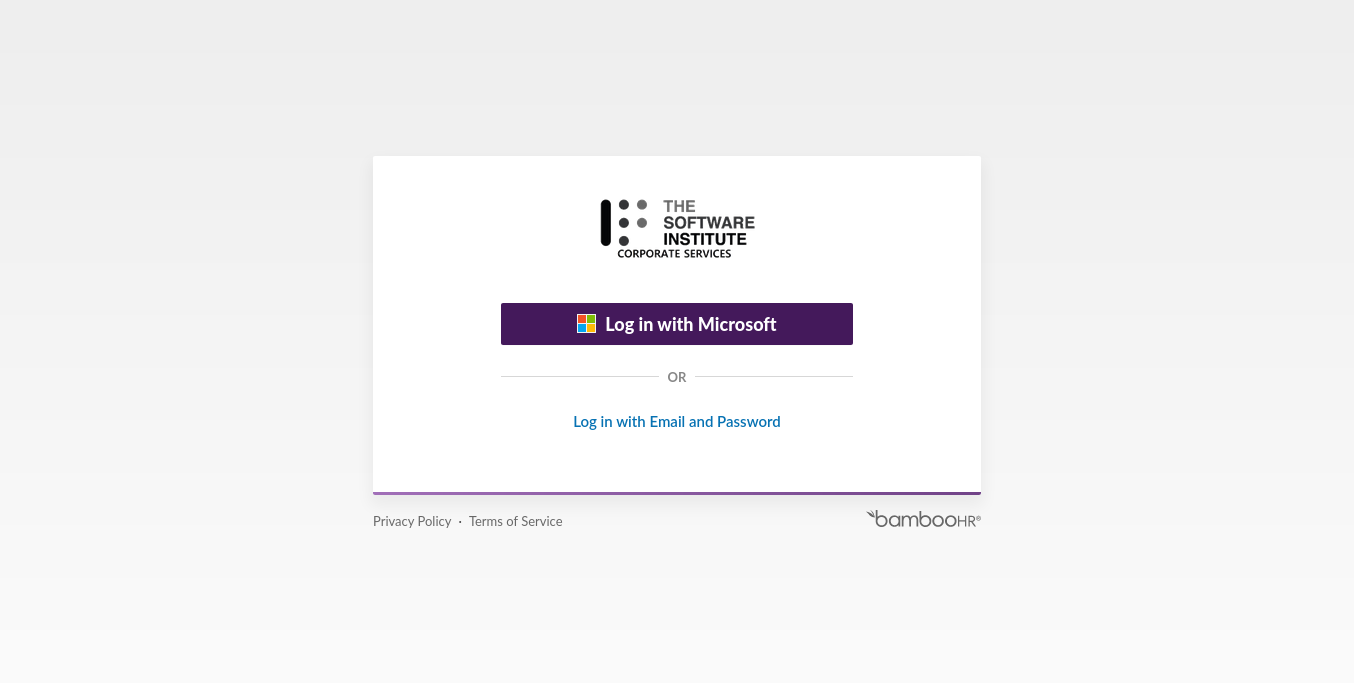 THE
SOFTWARE
INSTITUTE
CORPORATE SERVICES
Log in with Microsoft
OR
Log in with Email and Password
Privacy Policy · Terms of Service
bambooHR®